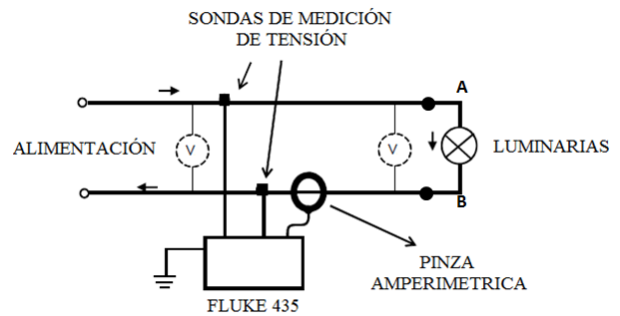 SONDAS DE MEDICIÓN
DE TENSIÓN
A
ALIMENTACIÓN
V
V
LUMINARIAS
B
PINZA
AMPERIMETRICA
FLUKE 435